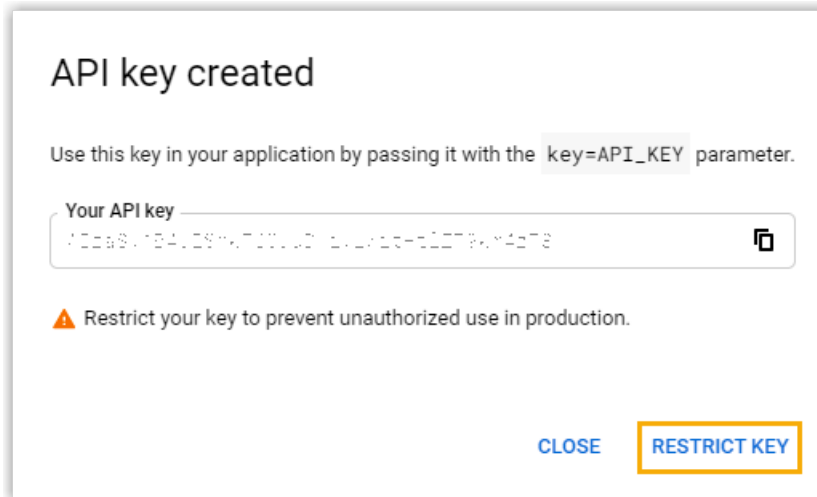 API key created
Use this key in your application by passing it with the key=API_KEY parameter.
Your API key
Restrict your key to prevent unauthorized use in production.
CLOSE RESTRICT KEY